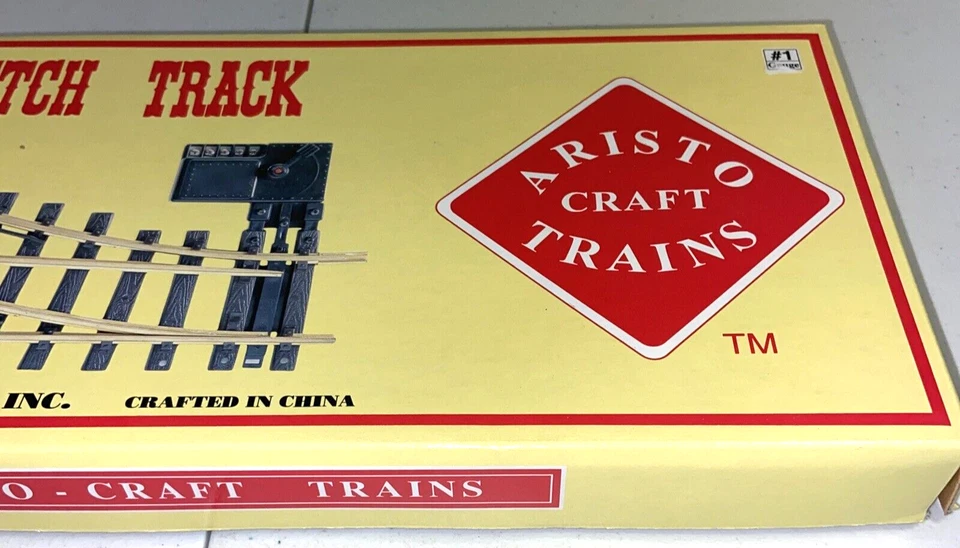 TCH TRACK
#1
Gauge
ARISTO
CRAFT
TRAINS
TM
INC. CRAFTED IN CHINA
O - CRAFT TRAINS